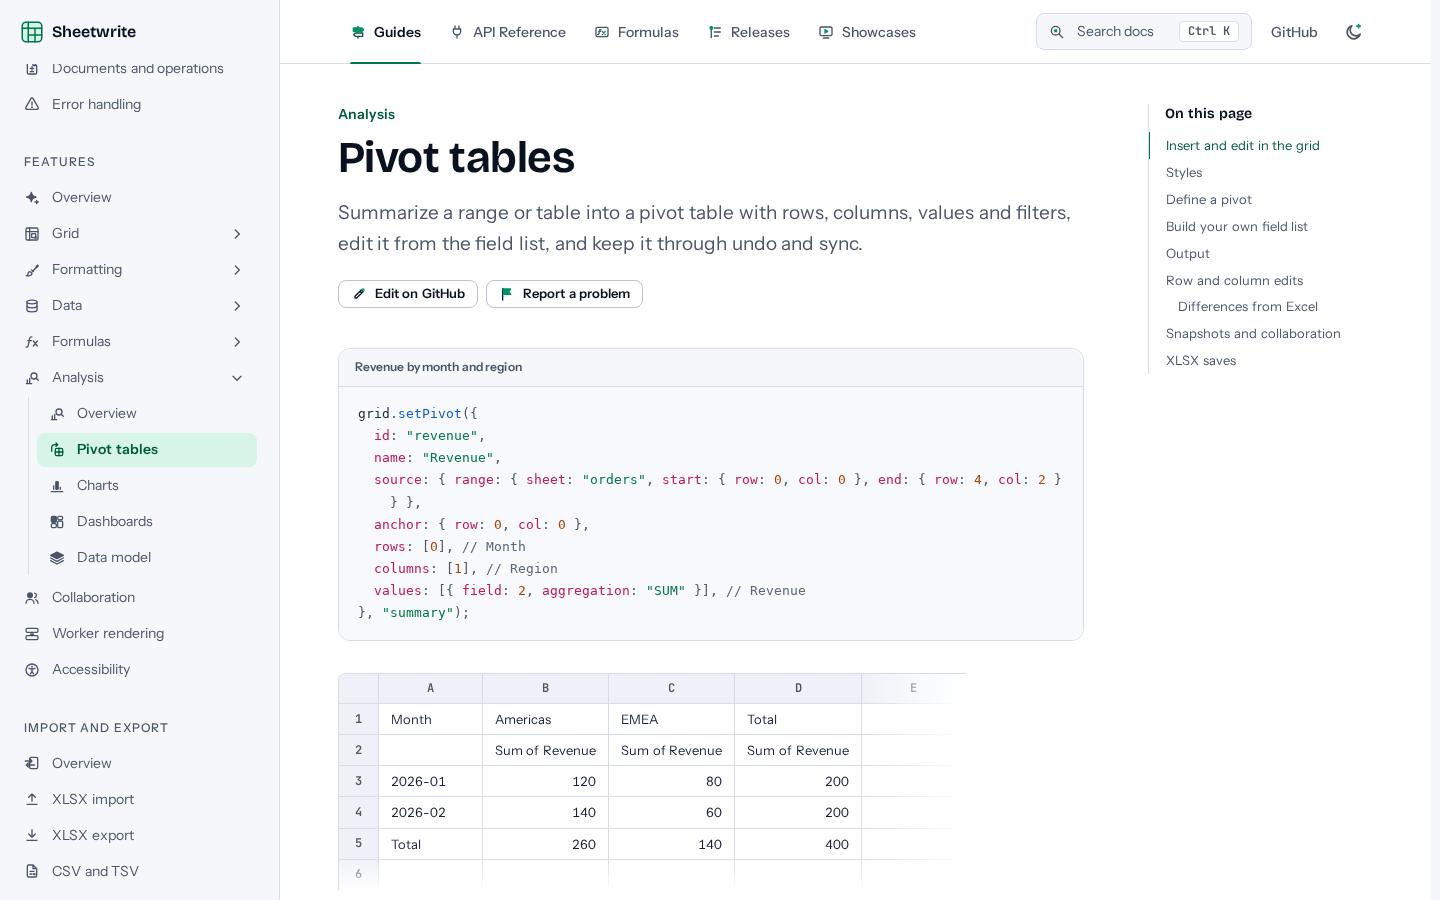 Sheetwrite
Guides
API Reference
Formulas
Releases
Showcases
Search docs
Ctrl K
GitHub
Documents and operations
Error handling
FEATURES
Overview
Grid
Formatting
Data
Formulas
Analysis
Overview
Pivot tables
Charts
Dashboards
Data model
Collaboration
Worker rendering
Accessibility
IMPORT AND EXPORT
Overview
XLSX import
XLSX export
CSV and TSV
Analysis
Pivot tables
Summarize a range or table into a pivot table with rows, columns, values and filters,
edit it from the field list, and keep it through undo and sync.
Edit on GitHub
Report a problem
Revenue by month and region
grid.setPivot({
  id: "revenue",
  name: "Revenue",
  source: { range: { sheet: "orders", start: { row: 0, col: 0 }, end: { row: 4, col: 2 }
    } },
  anchor: { row: 0, col: 0 },
  rows: [0], // Month
  columns: [1], // Region
  values: [{ field: 2, aggregation: "SUM" }], // Revenue
}, "summary");
A B C D E
1 Month Americas EMEA Total
2 Sum of Revenue Sum of Revenue Sum of Revenue
3 2026-01 120 80 200
4 2026-02 140 60 200
5 Total 260 140 400
6
On this page
Insert and edit in the grid
Styles
Define a pivot
Build your own field list
Output
Row and column edits
Differences from Excel
Snapshots and collaboration
XLSX saves